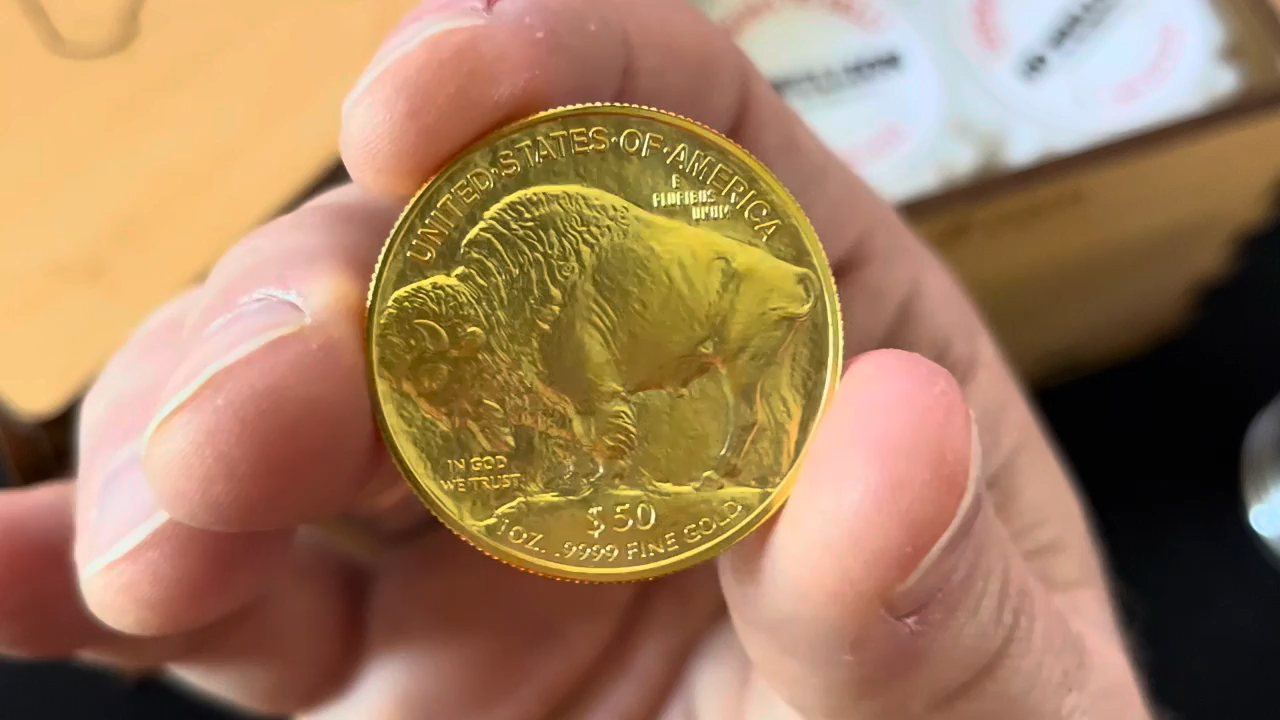 UNITED·STATES·OF·AMERICA
E
PLURIBUS
UNUM
IN GOD
WE TRUST
$50
1 OZ. .9999 FINE GOLD